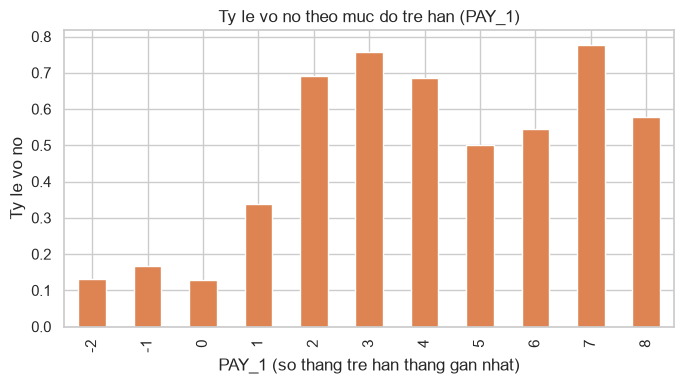 Ty le vo no theo muc do tre han (PAY_1)
Ty le vo no
0.8
0.7
0.6
0.5
0.4
0.3
0.2
0.1
0.0
-2 -1 0 1 2 3 4 5 6 7 8
PAY_1 (so thang tre han thang gan nhat)